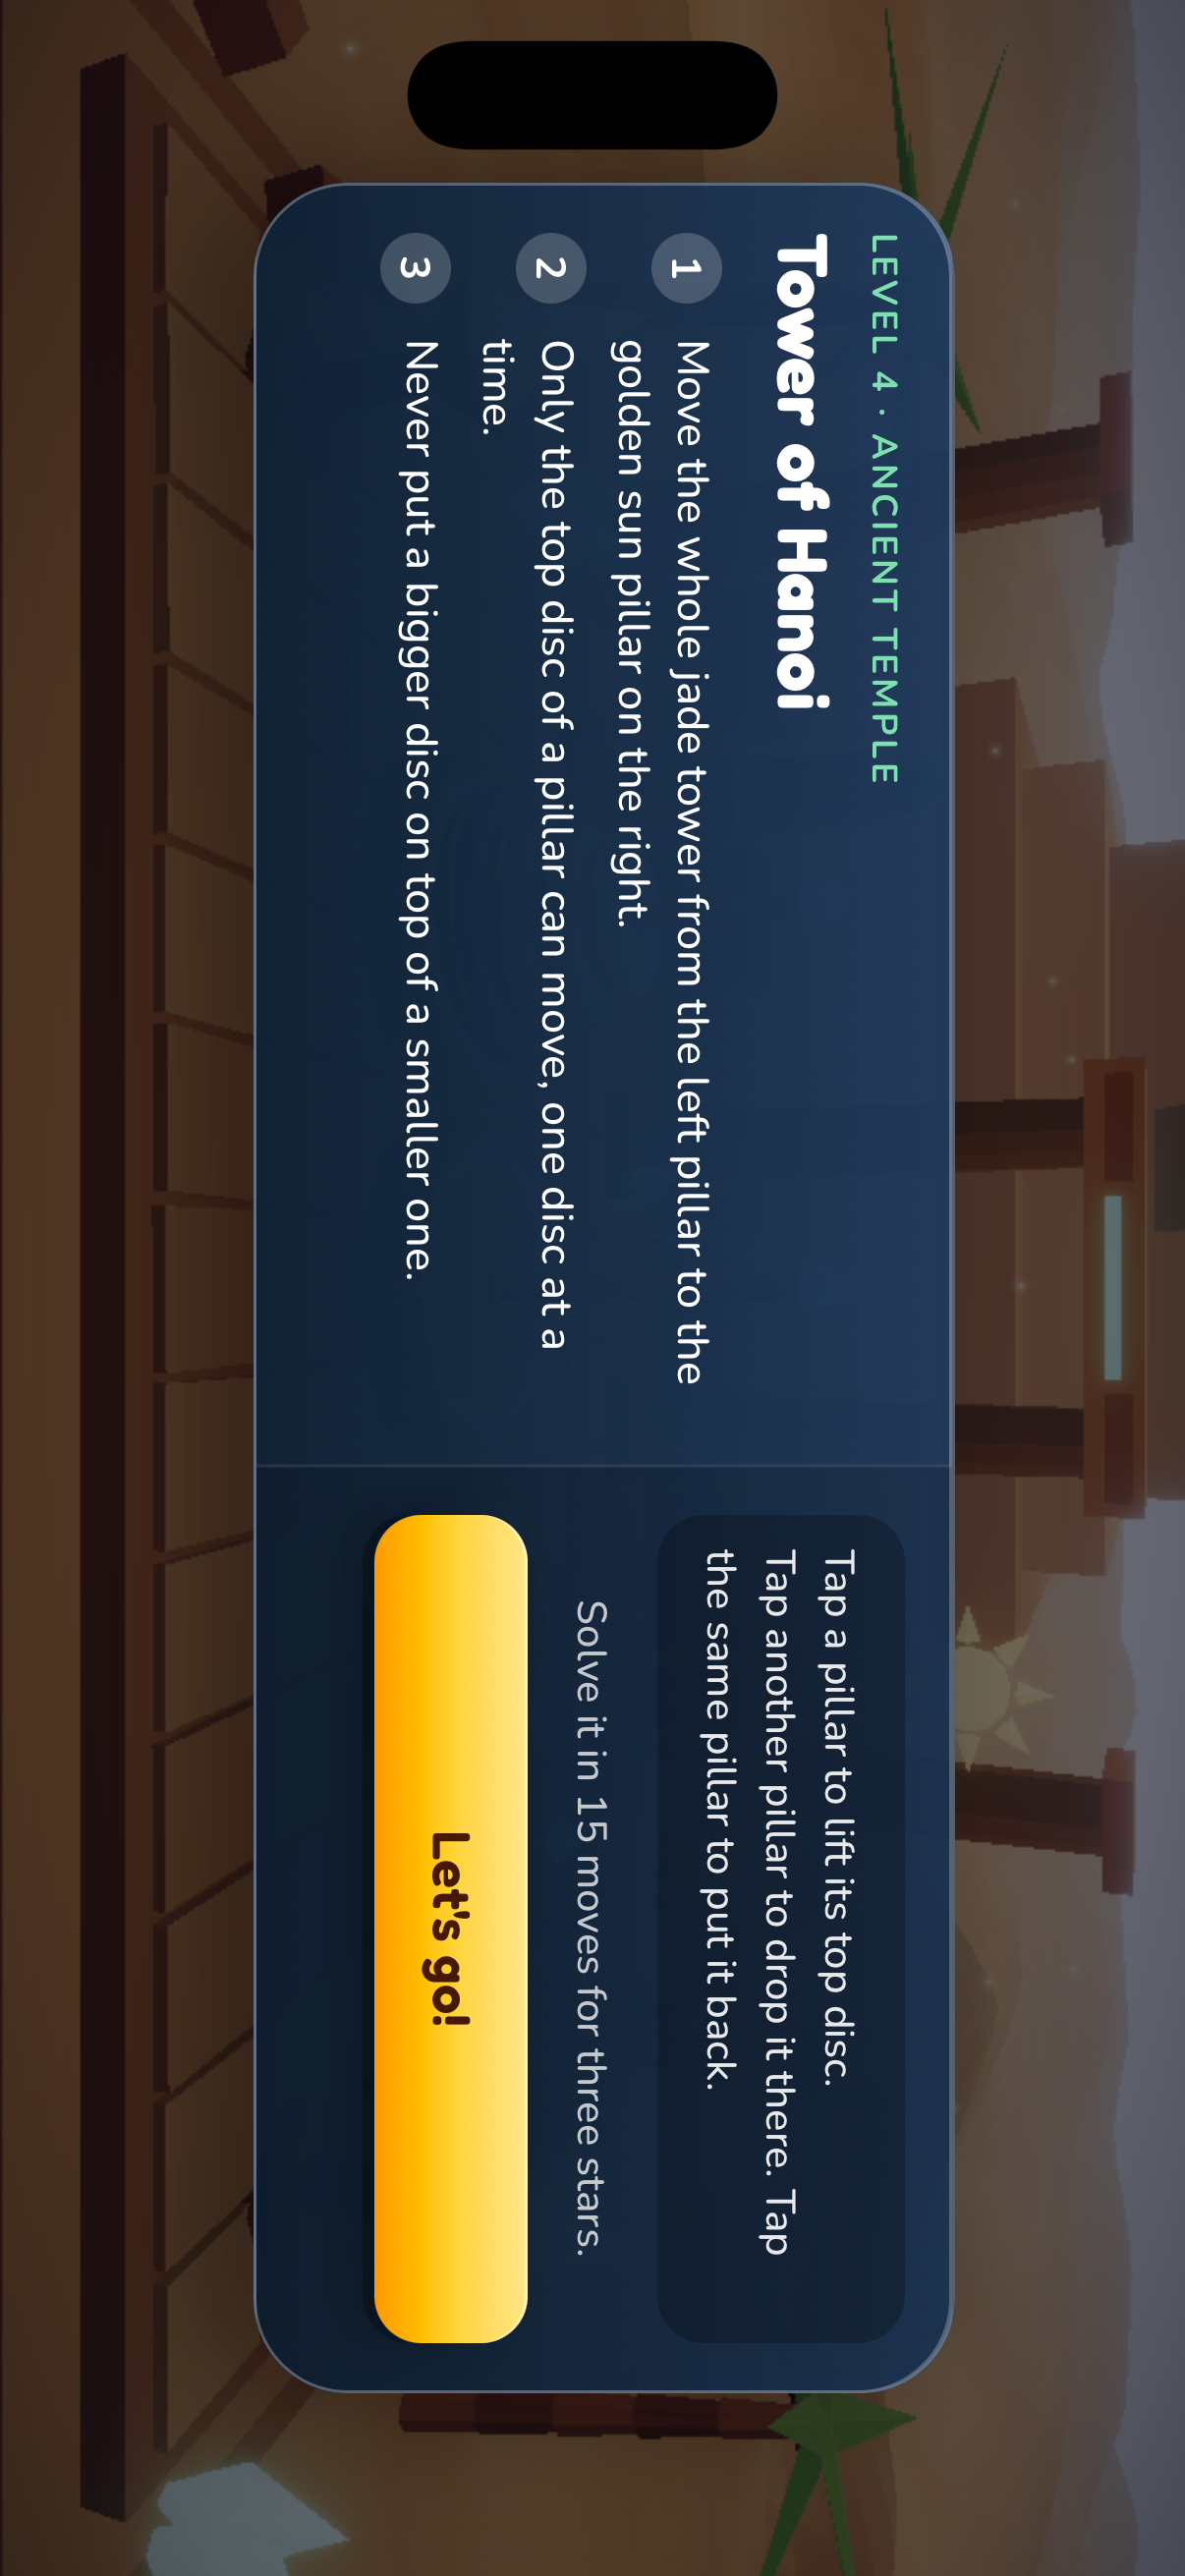 LEVEL 4 · ANCIENT TEMPLE
Tower of Hanoi
1 Move the whole jade tower from the left pillar to the
golden sun pillar on the right.
2 Only the top disc of a pillar can move, one disc at a
time.
3 Never put a bigger disc on top of a smaller one.
Tap a pillar to lift its top disc.
Tap another pillar to drop it there. Tap
the same pillar to put it back.
Solve it in 15 moves for three stars.
Let's go!